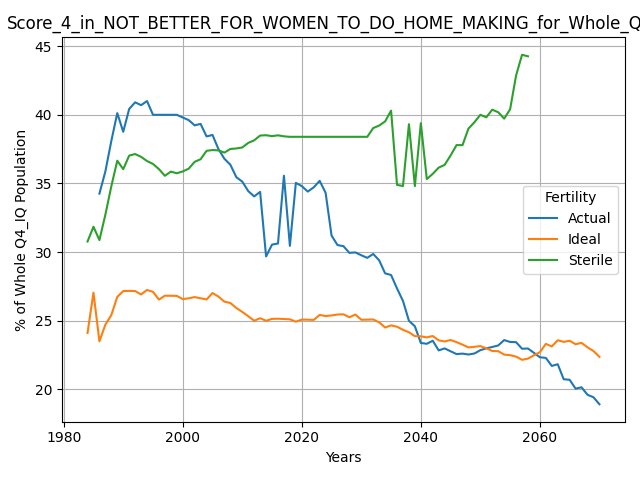 Score_4_in_NOT_BETTER_FOR_WOMEN_TO_DO_HOME_MAKING_for_Whole_Q
45
40
35
30
25
20
% of Whole Q4_IQ Population
Fertility
Actual
Ideal
Sterile
1980
2000
2020
2040
2060
Years